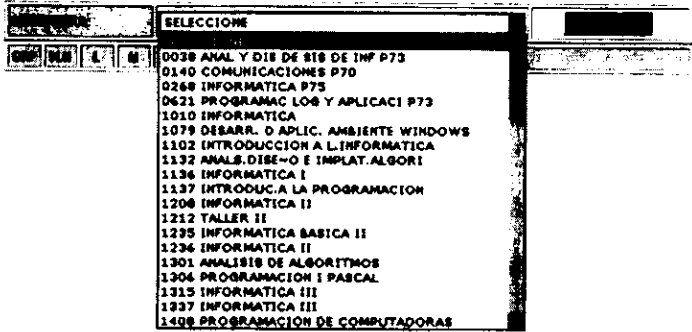 SELECCIONE
0038 ANAL Y DIS DE SIS DE INF P73
0140 COMUNICACIONES P70
0268 INFORMATICA P75
0621 PROGRAMAC LOG Y APLICACI P73
1010 INFORMATICA
1079 DESARR. D APLIC. AMBIENTE WINDOWS
1102 INTRODUCCION A L.INFORMATICA
1132 ANALS.DISE~O E IMPLAT.ALGORI
1136 INFORMATICA I
1137 INTRODUC.A LA PROGRAMACION
1208 INFORMATICA II
1212 TALLER II
1235 INFORMATICA BASICA II
1236 INFORMATICA II
1301 ANALISIS DE ALGORITMOS
1306 PROGRAMACION I PASCAL
1315 INFORMATICA III
1337 INFORMATICA III
1408 PROGRAMACION DE COMPUTADORAS